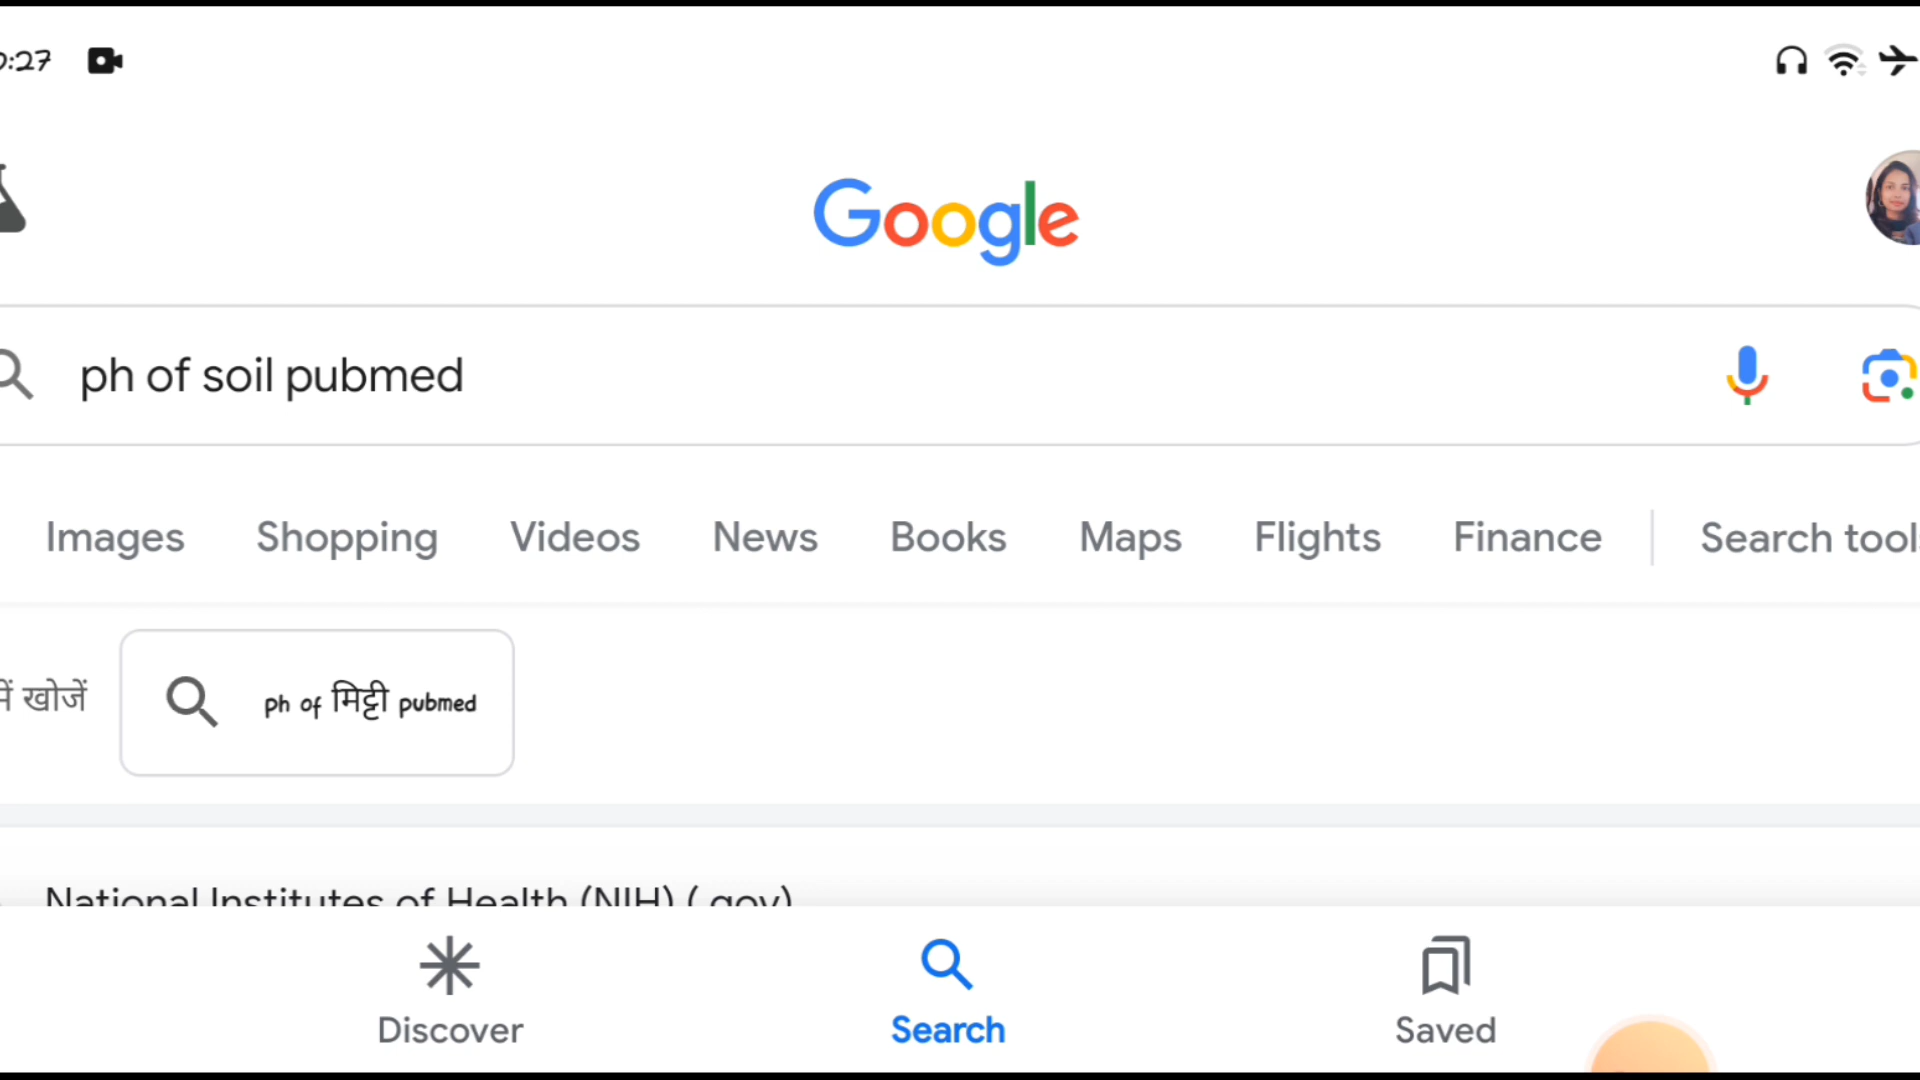 :27
Google
ph of soil pubmed
Images Shopping Videos News Books Maps Flights Finance Search tool
में खोजें ph of मिट्टी pubmed
National Institutes of Health (NIH) (.gov)
Discover Search Saved